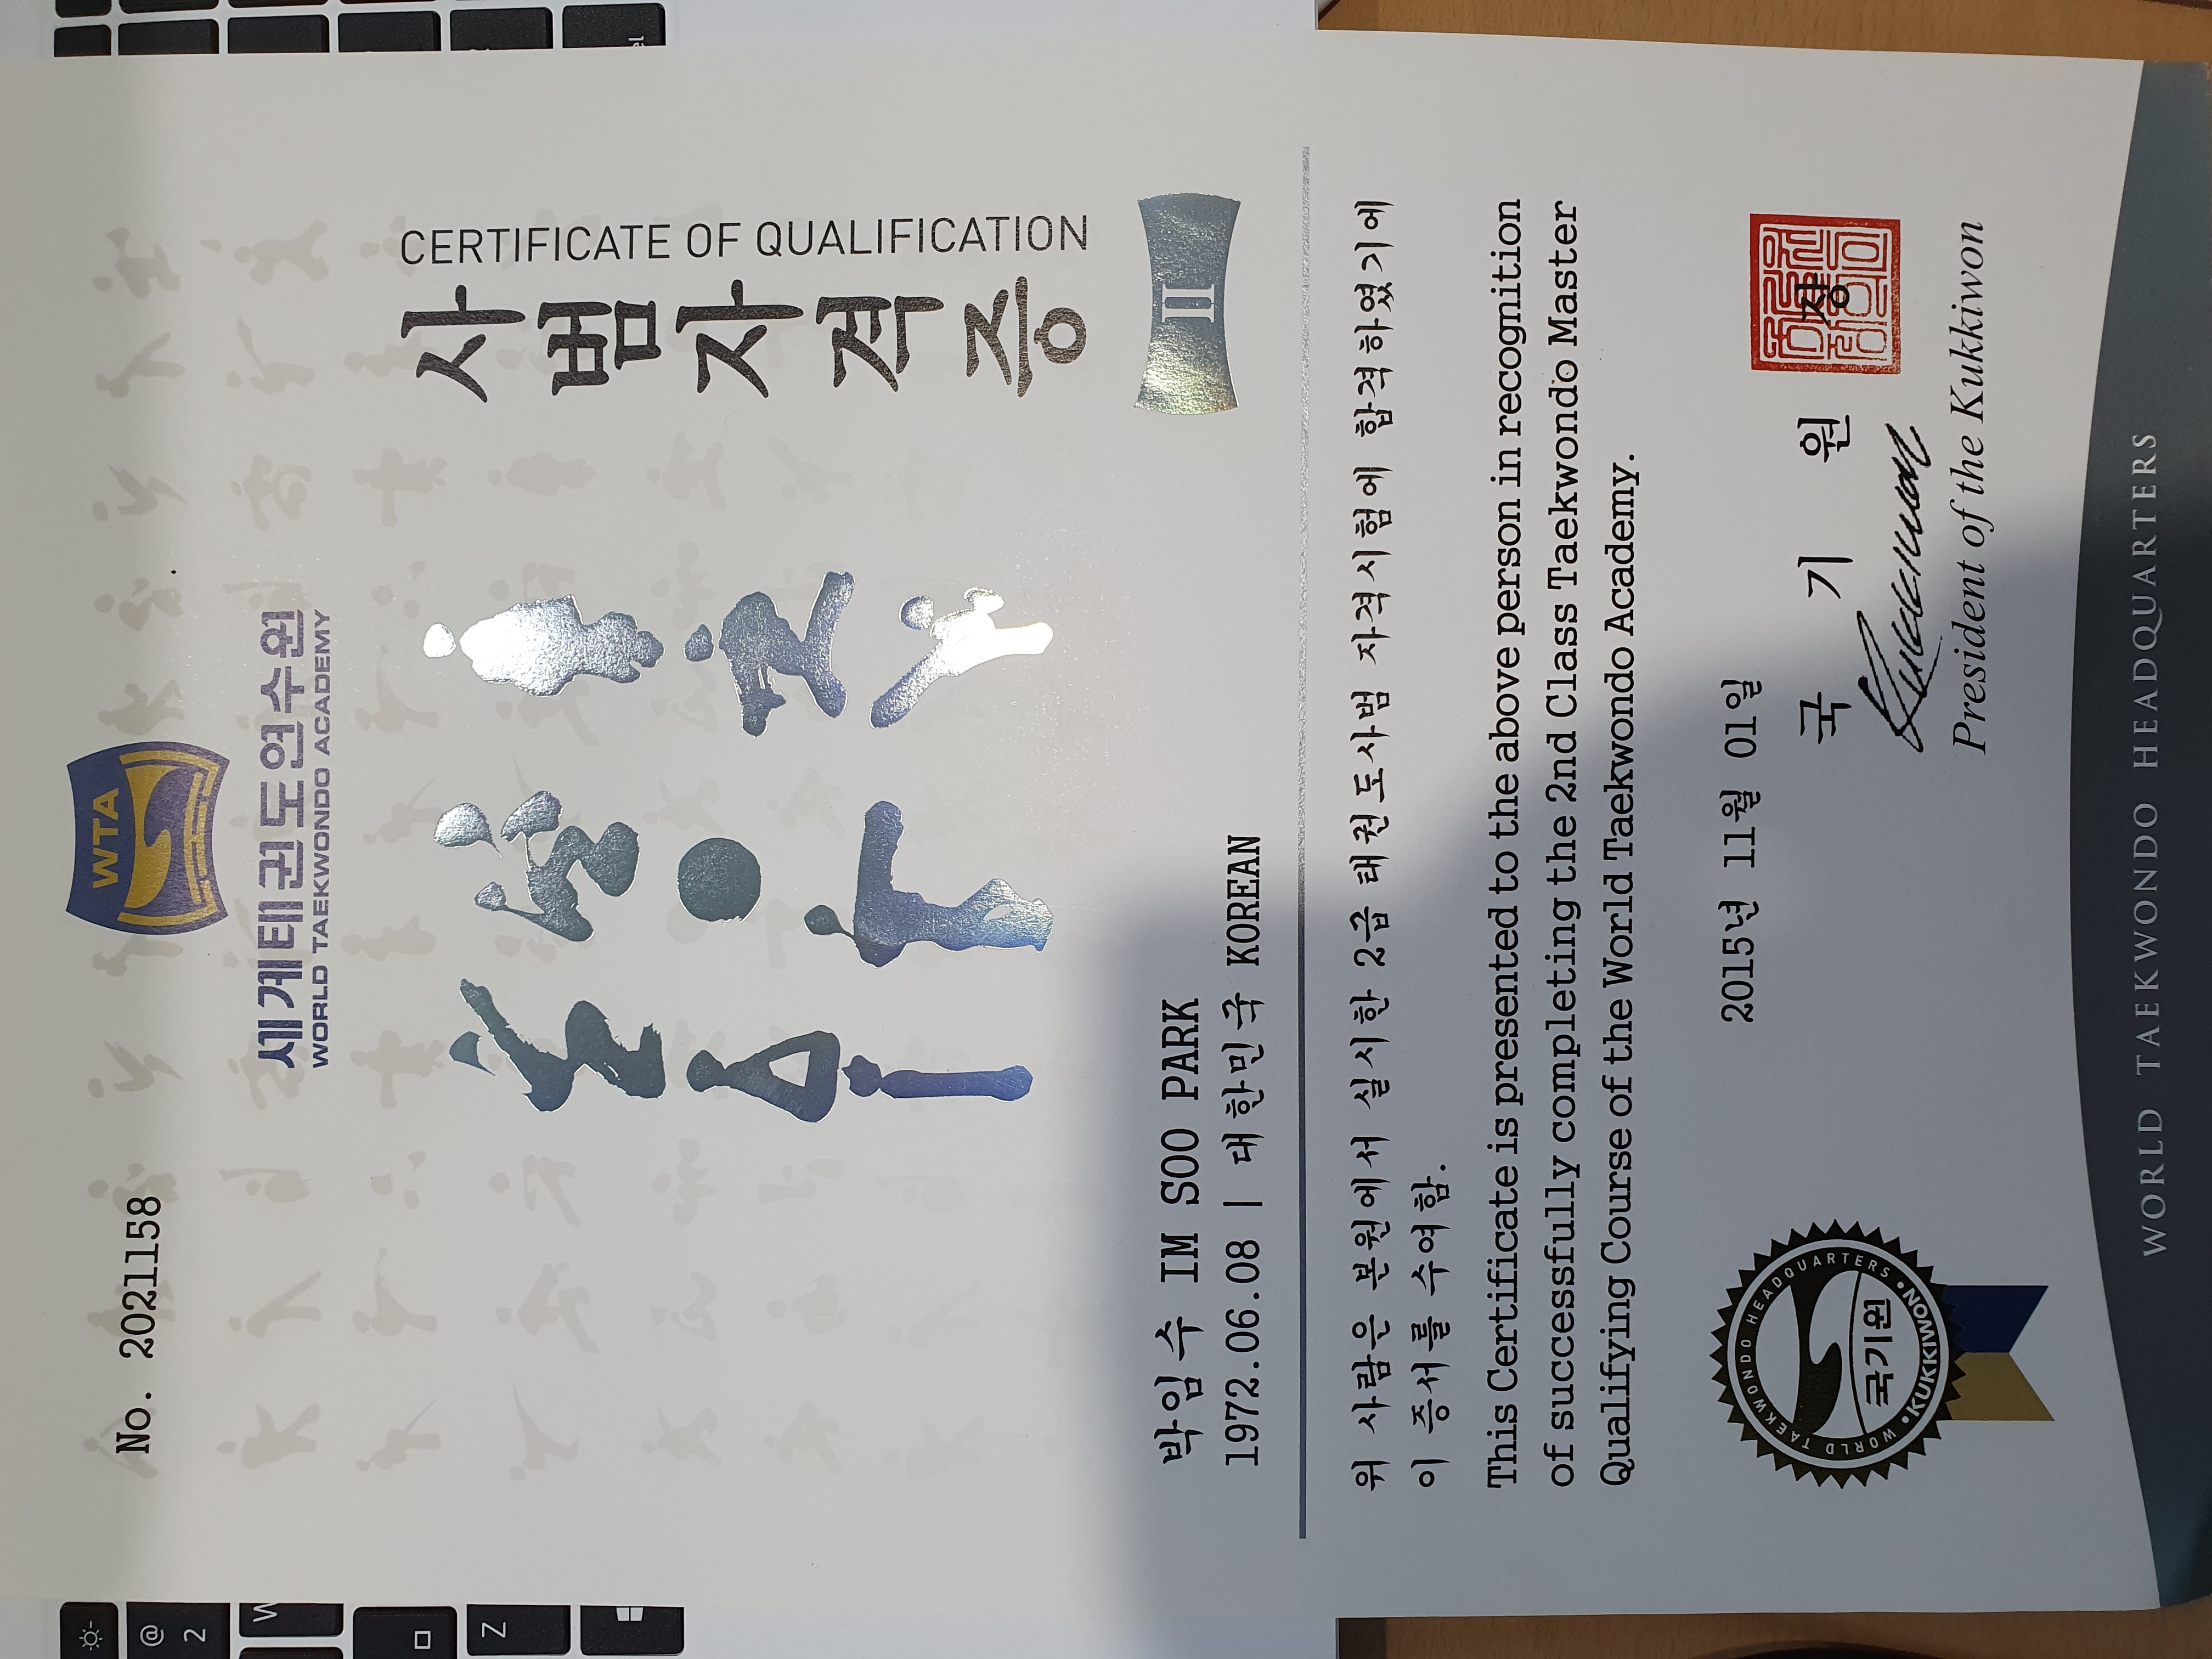 No. 20211158
WTA
세계태권도연수원
WORLD TAEKWONDO ACADEMY
사범자격증
CERTIFICATE OF QUALIFICATION
II
박임수 IM SOO PARK
1972.06.08 | 대한민국 KOREAN
위 사람은 본원에서 실시한 2급 태권도사범 자격시험에 합격하였기에
이 증서를 수여함.
This Certificate is presented to the above person in recognition
of successfully completing the 2nd Class Taekwondo Master
Qualifying Course of the World Taekwondo Academy.
2015년 11월 01일
국 기 원 장
President of the Kukkiwon
WORLD TAEKWONDO HEADQUARTERS
국기원
KUKKIWON
WORLD TAEKWONDO HEADQUARTERS
@
2
W
Z